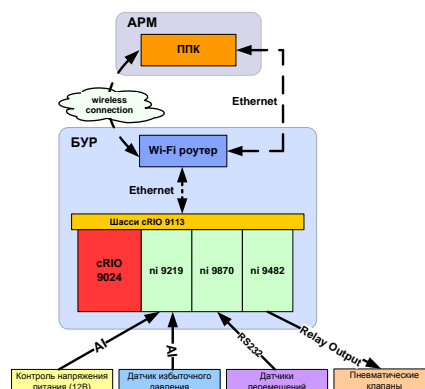 АРМ
ППК
wireless
connection
Ethernet
БУР
Wi-Fi роутер
Ethernet
Шасси cRIO 9113
cRIO
9024
ni 9219
ni 9870
ni 9482
AI
AI
RS232
Relay Output
Контроль напряжения
питания (12В)
Датчик избыточного
давления
Датчики
перемещений
Пневматические
клапаны